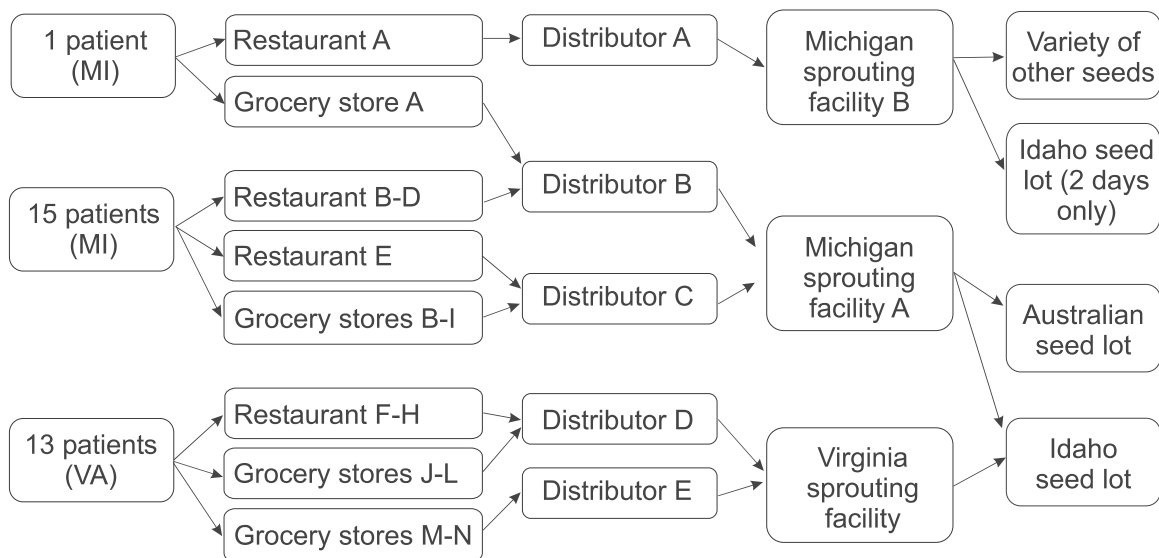 1 patient
(MI)
Restaurant A
Grocery store A
Distributor A
Michigan
sprouting
facility B
Variety of
other seeds
Idaho seed
lot (2 days
only)
15 patients
(MI)
Restaurant B-D
Restaurant E
Grocery stores B-I
Distributor B
Distributor C
Michigan
sprouting
facility A
Australian
seed lot
13 patients
(VA)
Restaurant F-H
Grocery stores J-L
Grocery stores M-N
Distributor D
Distributor E
Virginia
sprouting
facility
Idaho
seed lot